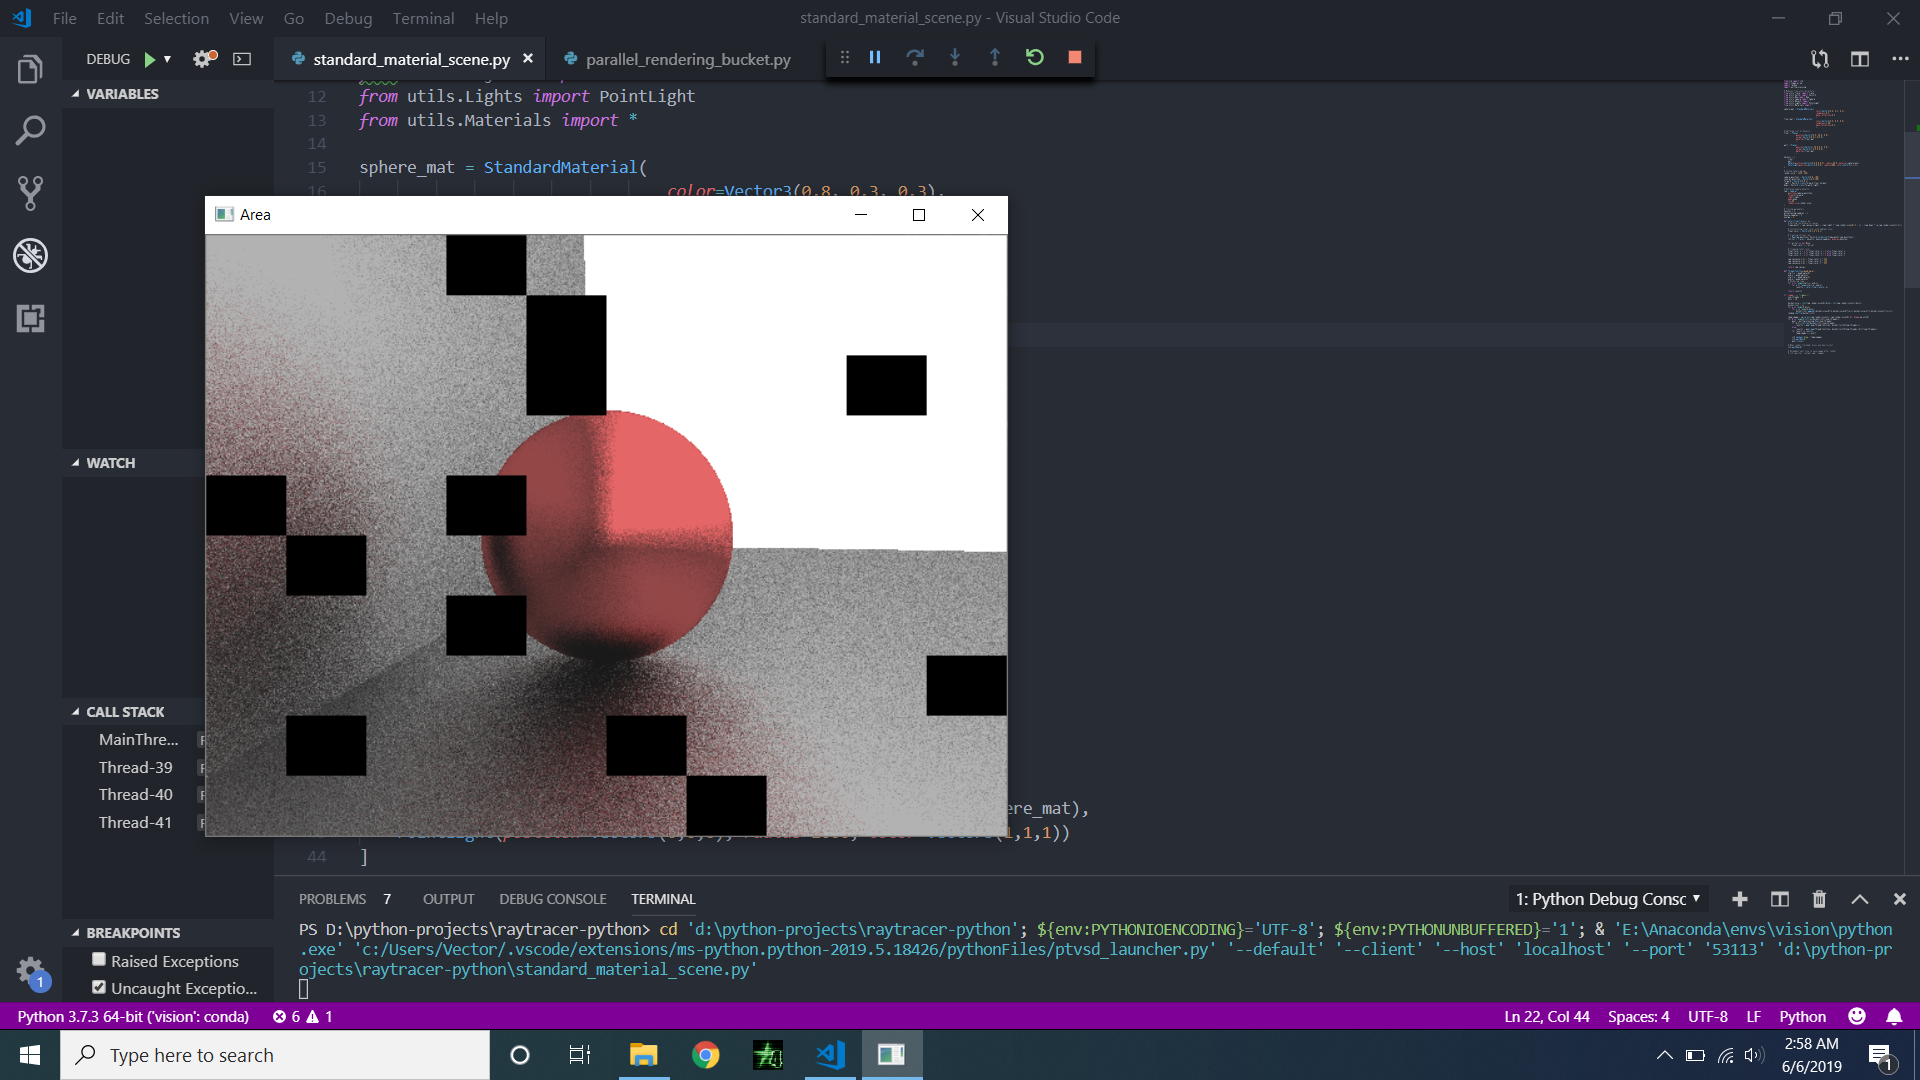 File Edit Selection View Go Debug Terminal Help
standard_material_scene.py - Visual Studio Code
DEBUG
standard_material_scene.py
parallel_rendering_bucket.py
VARIABLES
WATCH
CALL STACK
MainThre...
Thread-39
Thread-40
Thread-41
BREAKPOINTS
Raised Exceptions
Uncaught Exceptio...
12 from utils.Lights import PointLight
13 from utils.Materials import *
14
15 sphere_mat = StandardMaterial(
16 color=Vector3(0.8, 0.3, 0.3),
Area
ere_mat),
1,1))
44 ]
PROBLEMS 7 OUTPUT DEBUG CONSOLE TERMINAL
1: Python Debug Consc
PS D:\python-projects\raytracer-python> cd 'd:\python-projects\raytracer-python'; ${env:PYTHONIOENCODING}='UTF-8'; ${env:PYTHONUNBUFFERED}='1'; & 'E:\Anaconda\envs\vision\python
.exe' 'c:/Users/Vector/.vscode/extensions/ms-python.python-2019.5.18426/pythonFiles/ptvsd_launcher.py' '--default' '--client' '--host' 'localhost' '--port' '53113' 'd:\python-pr
ojects\raytracer-python\standard_material_scene.py'
1
Python 3.7.3 64-bit ('vision': conda) 6 1
Ln 22, Col 44 Spaces: 4 UTF-8 LF Python
Type here to search
2:58 AM
6/6/2019
1